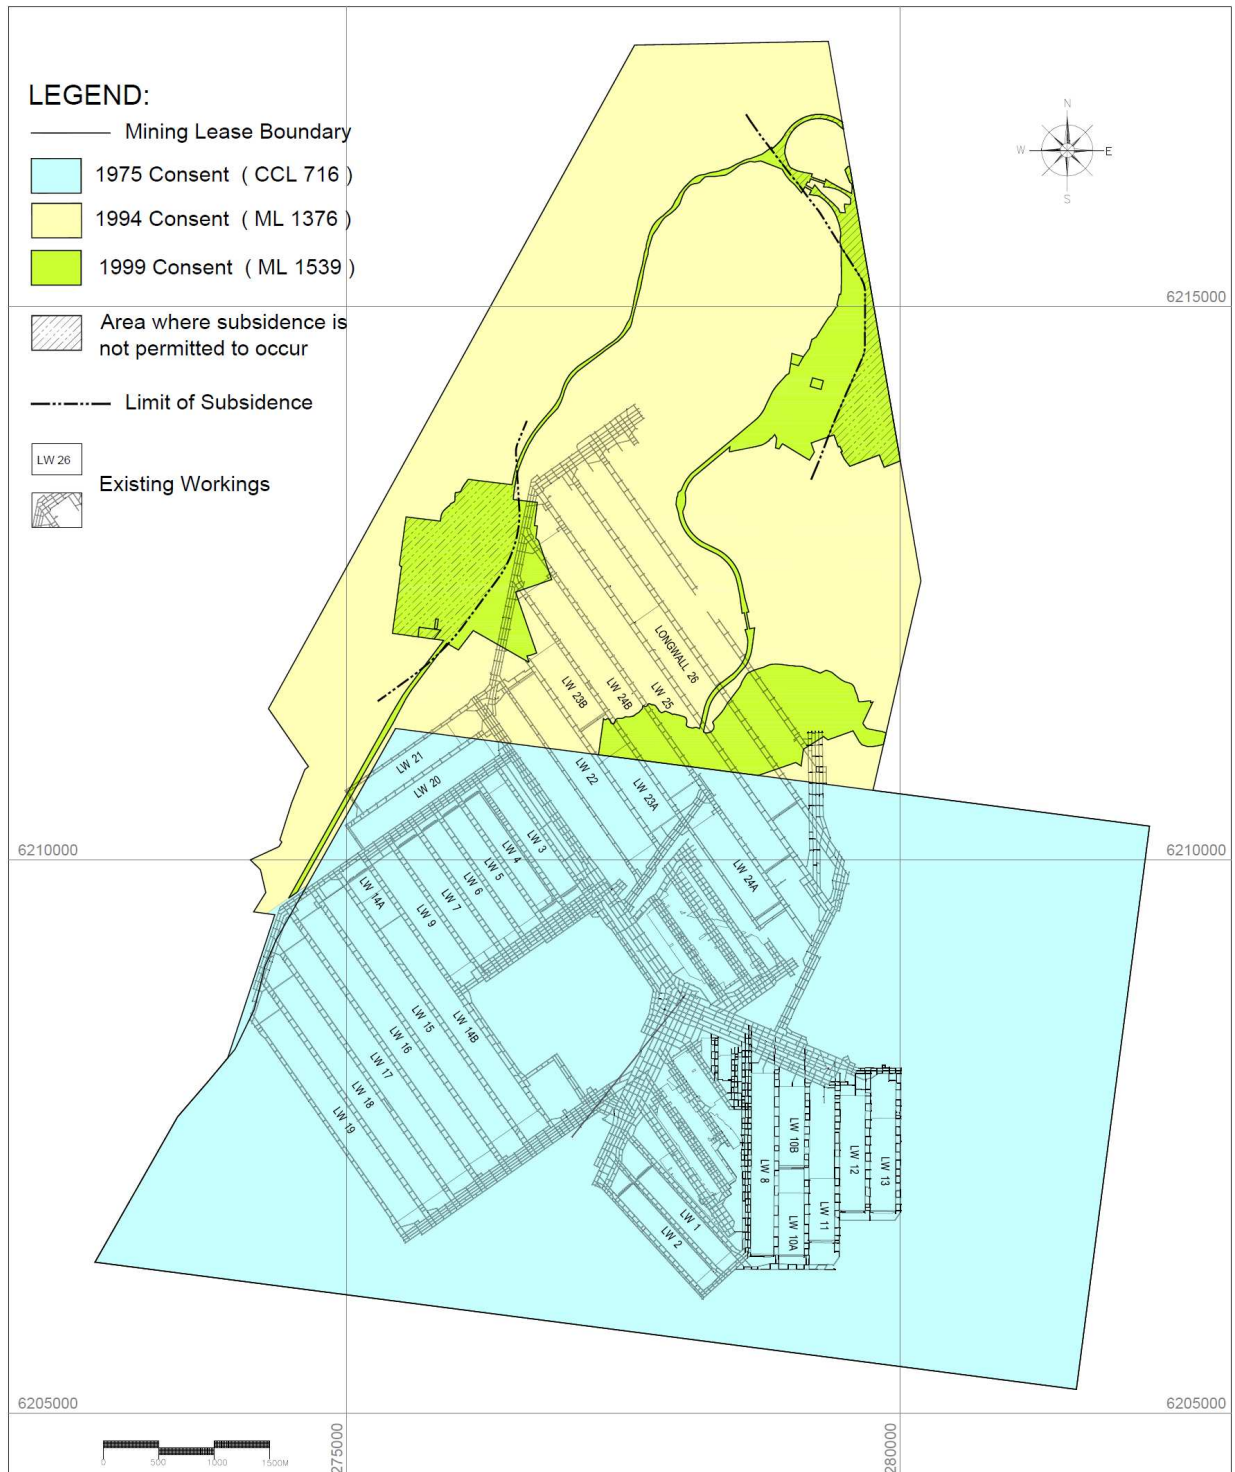 LEGEND:
Mining Lease Boundary
1975 Consent ( CCL 716 )
1994 Consent ( ML 1376 )
1999 Consent ( ML 1539 )
Area where subsidence is
not permitted to occur
Limit of Subsidence
LW 26
Existing Workings
N
W
E
S
6215000
LONGWALL 26
LW 25
LW 24B
LW 23B
LW 21
LW 20
LW 22
LW 23A
LW 24A
LW 3
LW 4
LW 5
LW 6
LW 7
LW 9
LW 14A
6210000
6210000
LW 14B
LW 15
LW 16
LW 17
LW 18
LW 19
LW 8
LW 10B
LW 10A
LW 11
LW 12
LW 13
LW 1
LW 2
6205000
6205000
275000
280000
0
500
1000
1500M